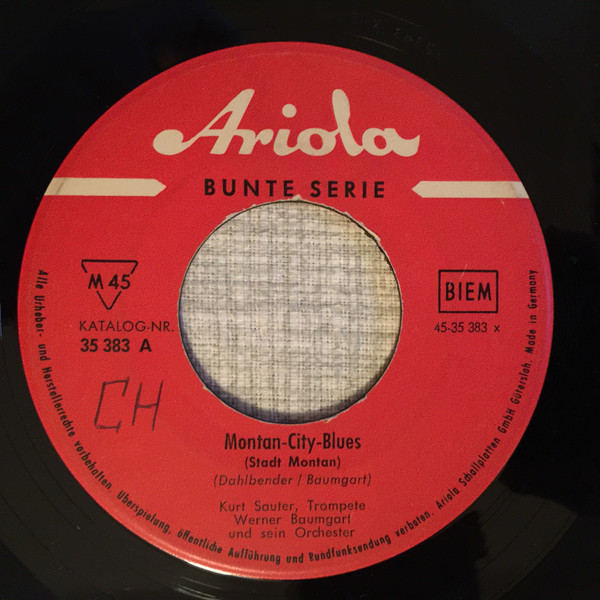 Ariola
BUNTE SERIE
M 45
BIEM
KATALOG-NR.
35 383 A
45-35 383 x
CH
Montan-City-Blues
(Stadt Montan)
(Dahlbender / Baumgart)
Kurt Sauter, Trompete
Werner Baumgart
und sein Orchester
Alle Urheber- und Herstellerrechte vorbehalten. Überspielung, öffentliche Aufführung und Rundfunksendung verboten. Ariola Schallplatten GmbH Gütersloh. Made in Germany